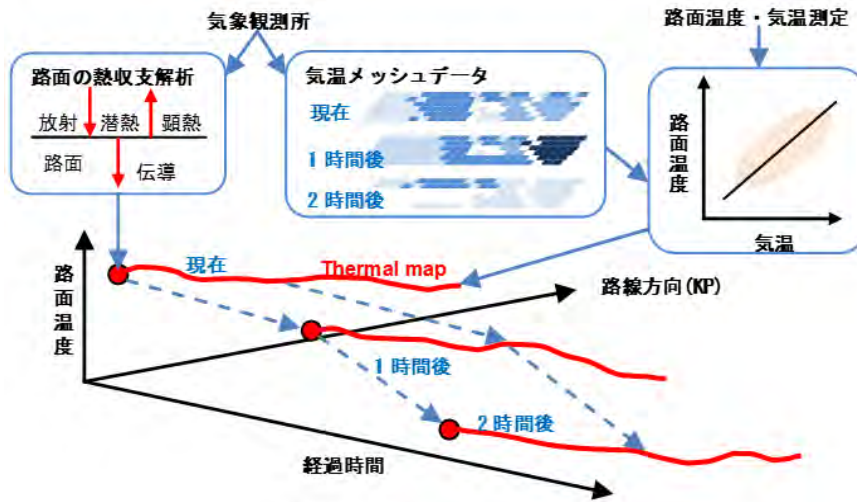 気象観測所
路面温度・気温測定
路面の熱収支解析
放射 潜熱 顕熱
路面
伝導
気温メッシュデータ
現在
1時間後
2時間後
路面温度
気温
路面温度
現在
Thermal map
路線方向(KP)
1時間後
2時間後
経過時間